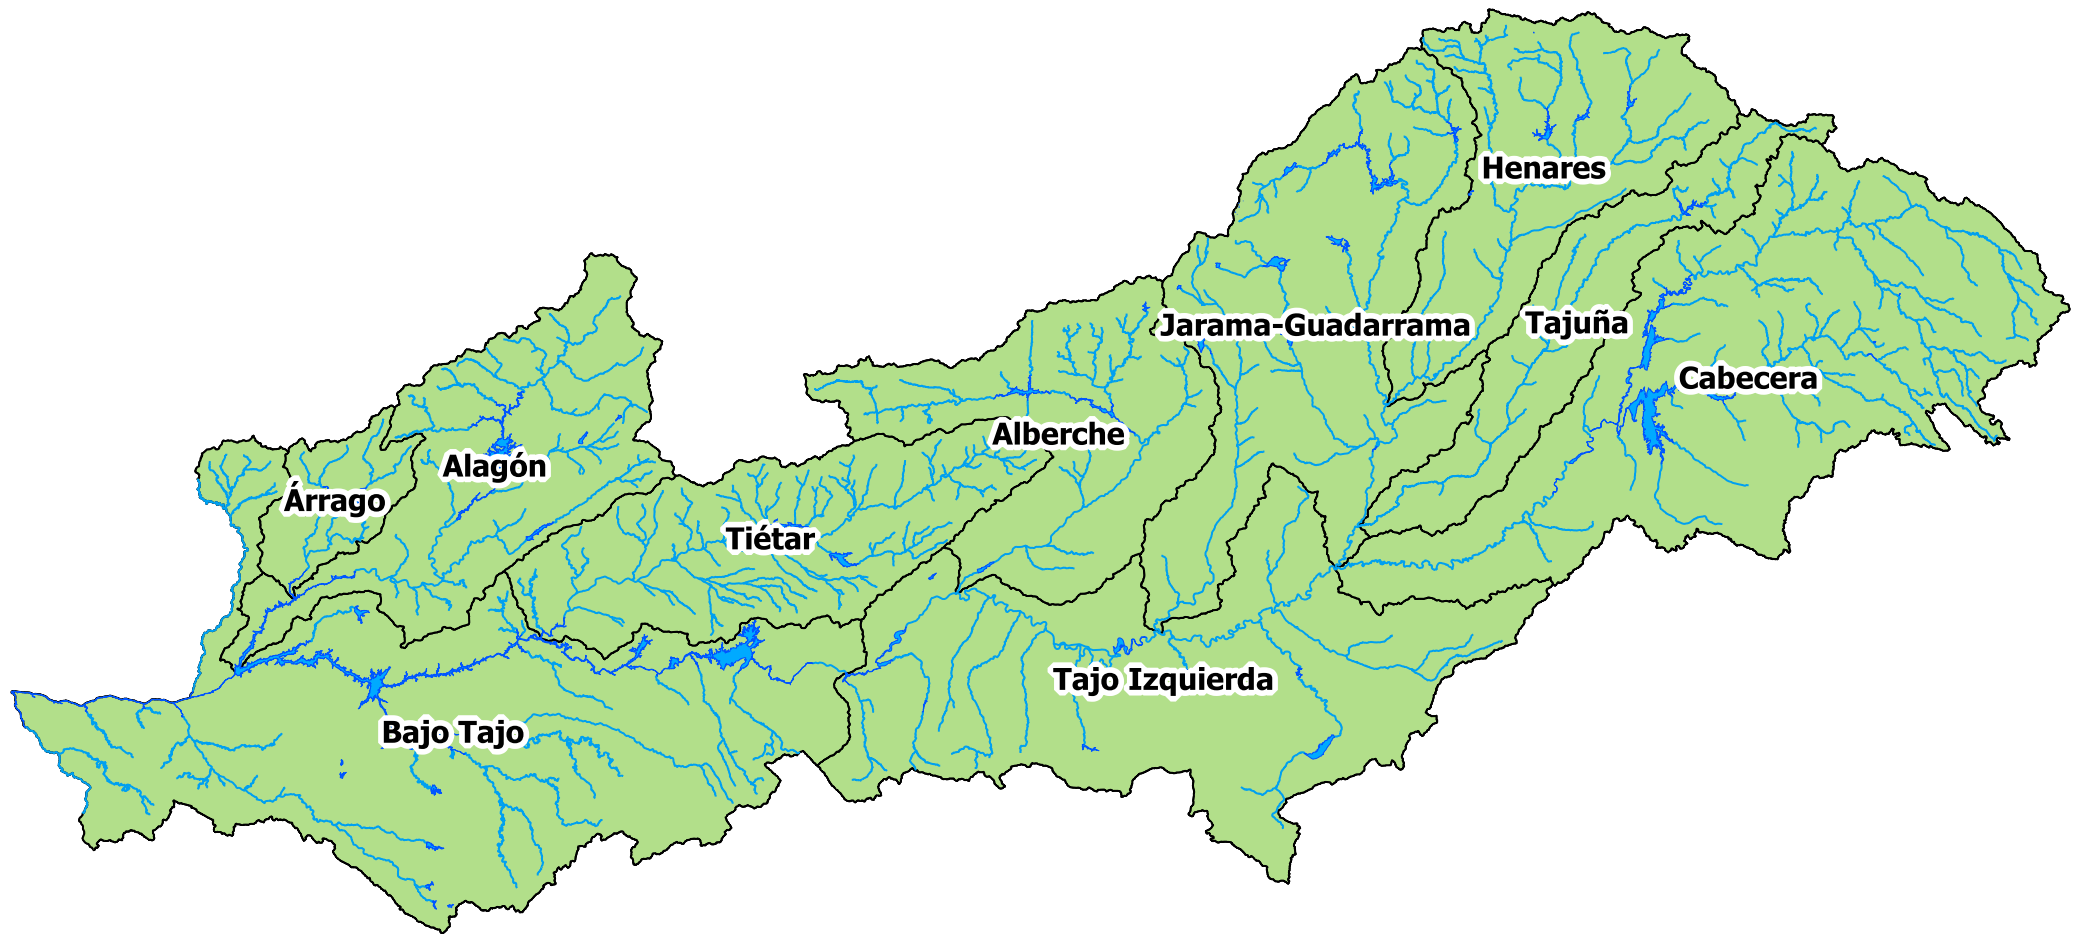 Henares
Jarama-Guadarrama
Tajuña
Cabecera
Alberche
Alagón
Árrago
Tiétar
Tajo Izquierda
Bajo Tajo